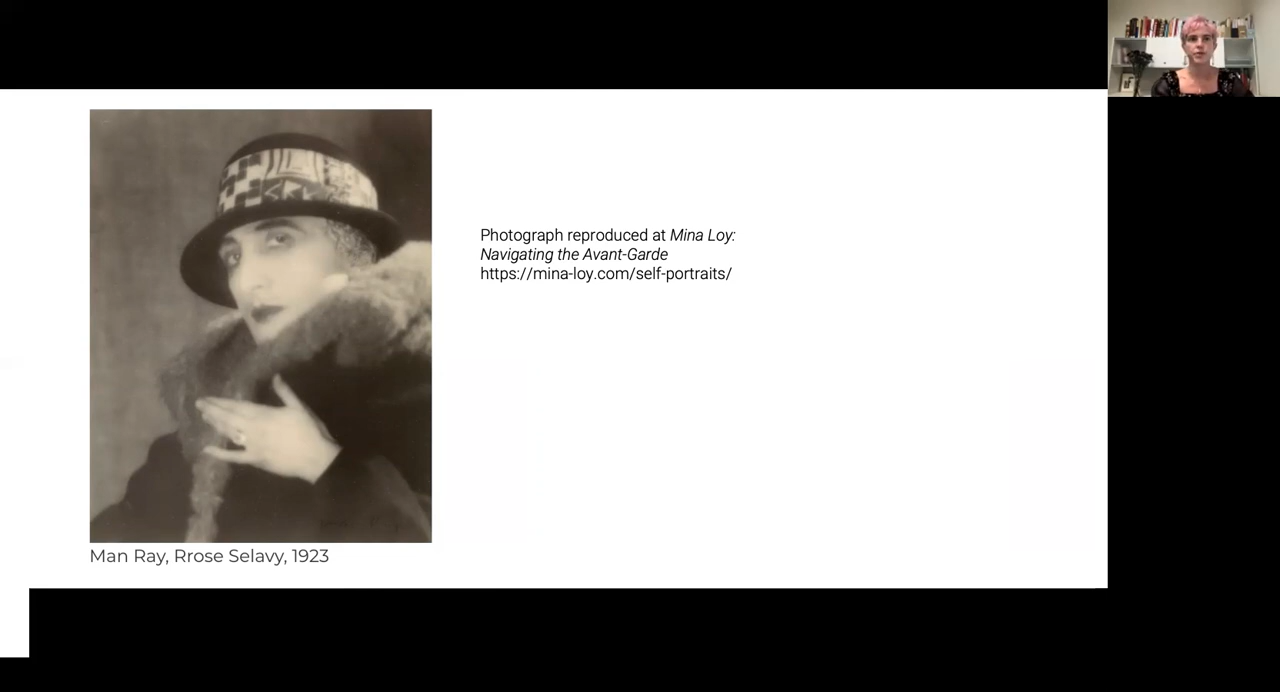 Photograph reproduced at Mina Loy:
Navigating the Avant-Garde
https://mina-loy.com/self-portraits/
Man Ray, Rrose Selavy, 1923